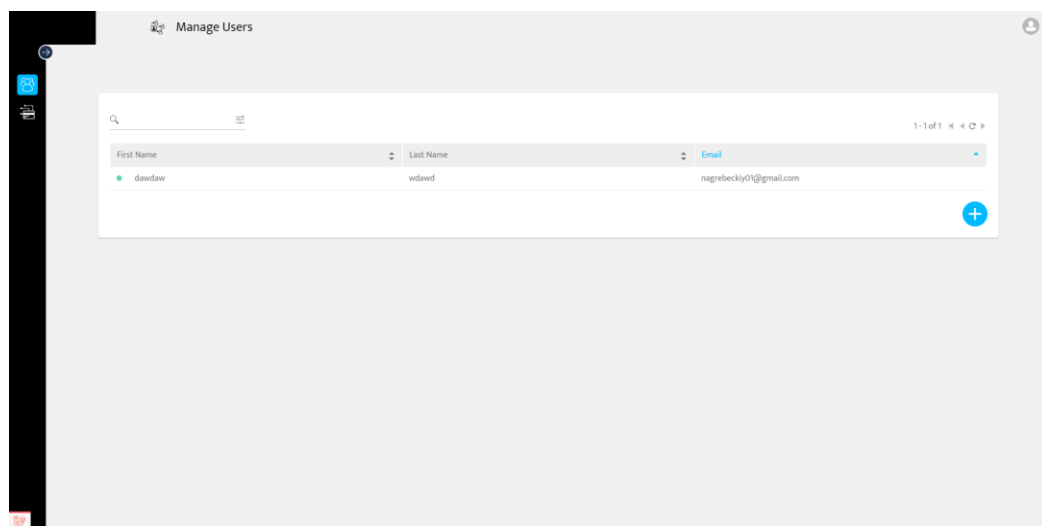 Manage Users
1 - 1 of 1
First Name Last Name Email
dawdaw wdawd nagrebeckiy01@gmail.com